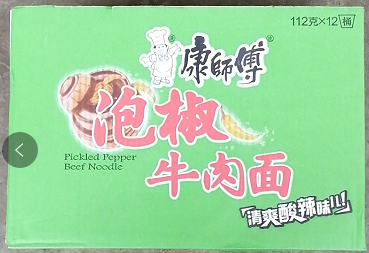 112克×12桶
康師傅
泡椒
Pickled Pepper
Beef Noodle
牛肉面
清爽酸辣味!!